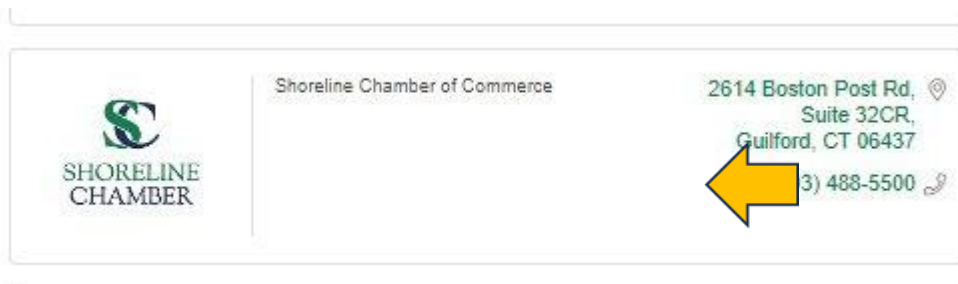 SC
SHORELINE
CHAMBER
Shoreline Chamber of Commerce
2614 Boston Post Rd,
Suite 32CR,
Guilford, CT 06437
3) 488-5500